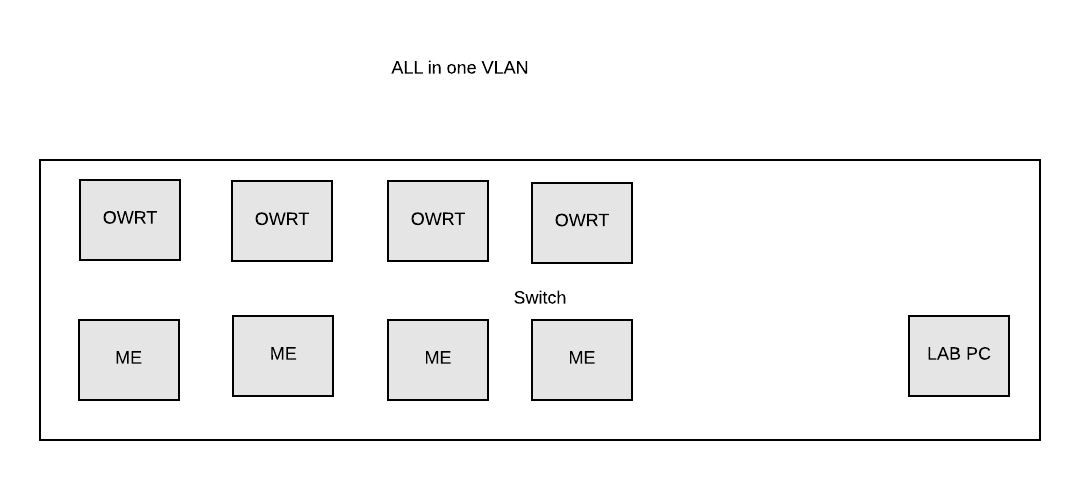 ALL in one VLAN
OWRT
OWRT
OWRT
OWRT
Switch
ME
ME
ME
ME
LAB PC